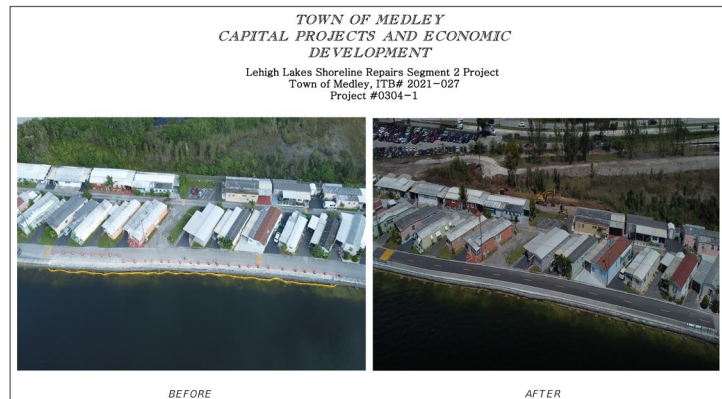 TOWN OF MEDLEY
CAPITAL PROJECTS AND ECONOMIC
DEVELOPMENT
Lehigh Lakes Shoreline Repairs Segment 2 Project
Town of Medley, ITB# 2021-027
Project #0304-1
BEFORE
AFTER